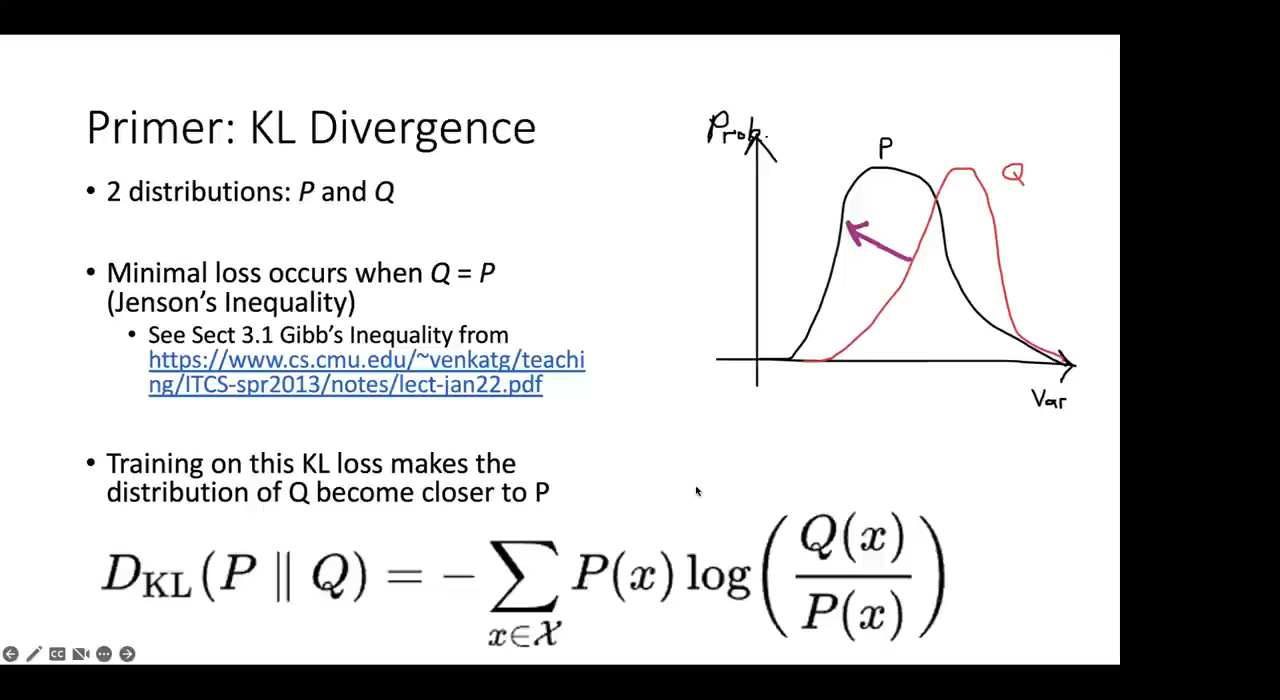 Primer: KL Divergence
• 2 distributions: P and Q
• Minimal loss occurs when Q = P
(Jenson's Inequality)
• See Sect 3.1 Gibb's Inequality from
https://www.cs.cmu.edu/~venkatg/teachi
ng/ITCS-spr2013/notes/lect-jan22.pdf
• Training on this KL loss makes the
distribution of Q become closer to P
Prob.
P
Q
Var
D_KL(P ∥ Q) = − ∑_{x∈𝒳} P(x) log(Q(x)/P(x))
CC